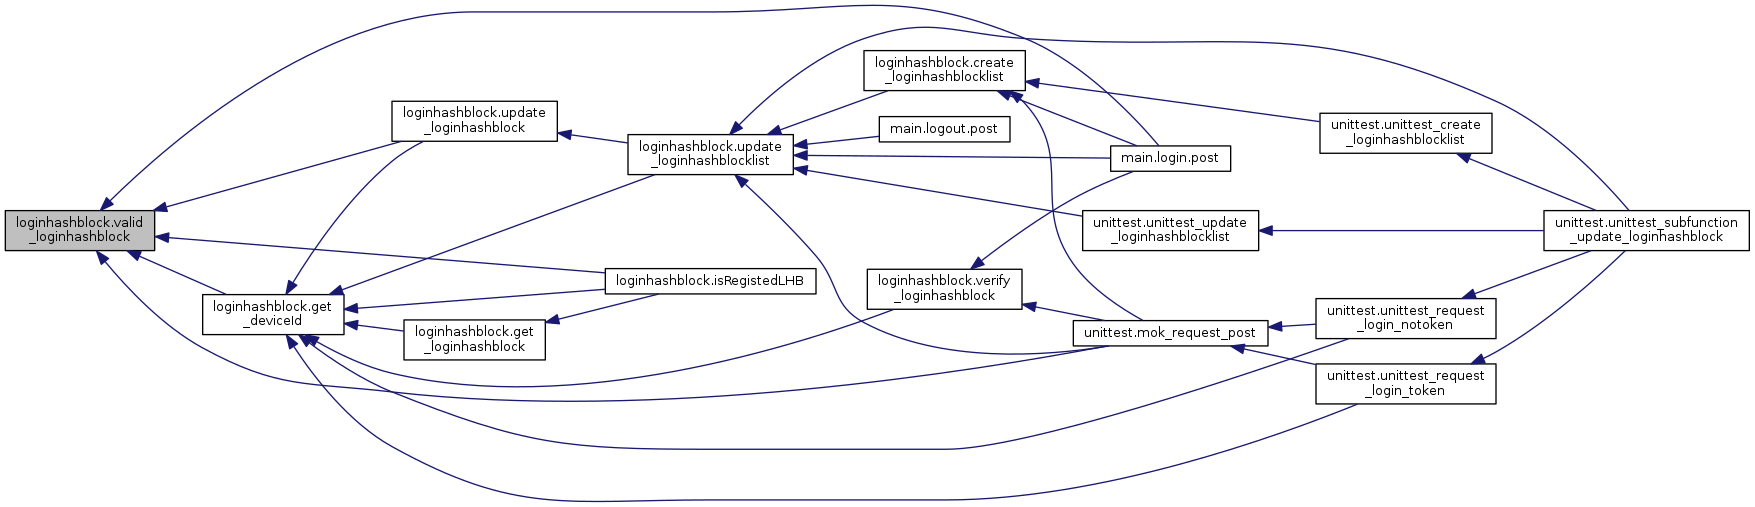 loginhashblock.valid
_loginhashblock
loginhashblock.update
_loginhashblock
loginhashblock.get
_deviceId
loginhashblock.get
_loginhashblock
loginhashblock.update
_loginhashblocklist
loginhashblock.isRegistedLHB
loginhashblock.create
_loginhashblocklist
main.logout.post
loginhashblock.verify
_loginhashblock
main.login.post
unittest.unittest_update
_loginhashblocklist
unittest.mok_request_post
unittest.unittest_create
_loginhashblocklist
unittest.unittest_request
_login_notoken
unittest.unittest_request
_login_token
unittest.unittest_subfunction
_update_loginhashblock